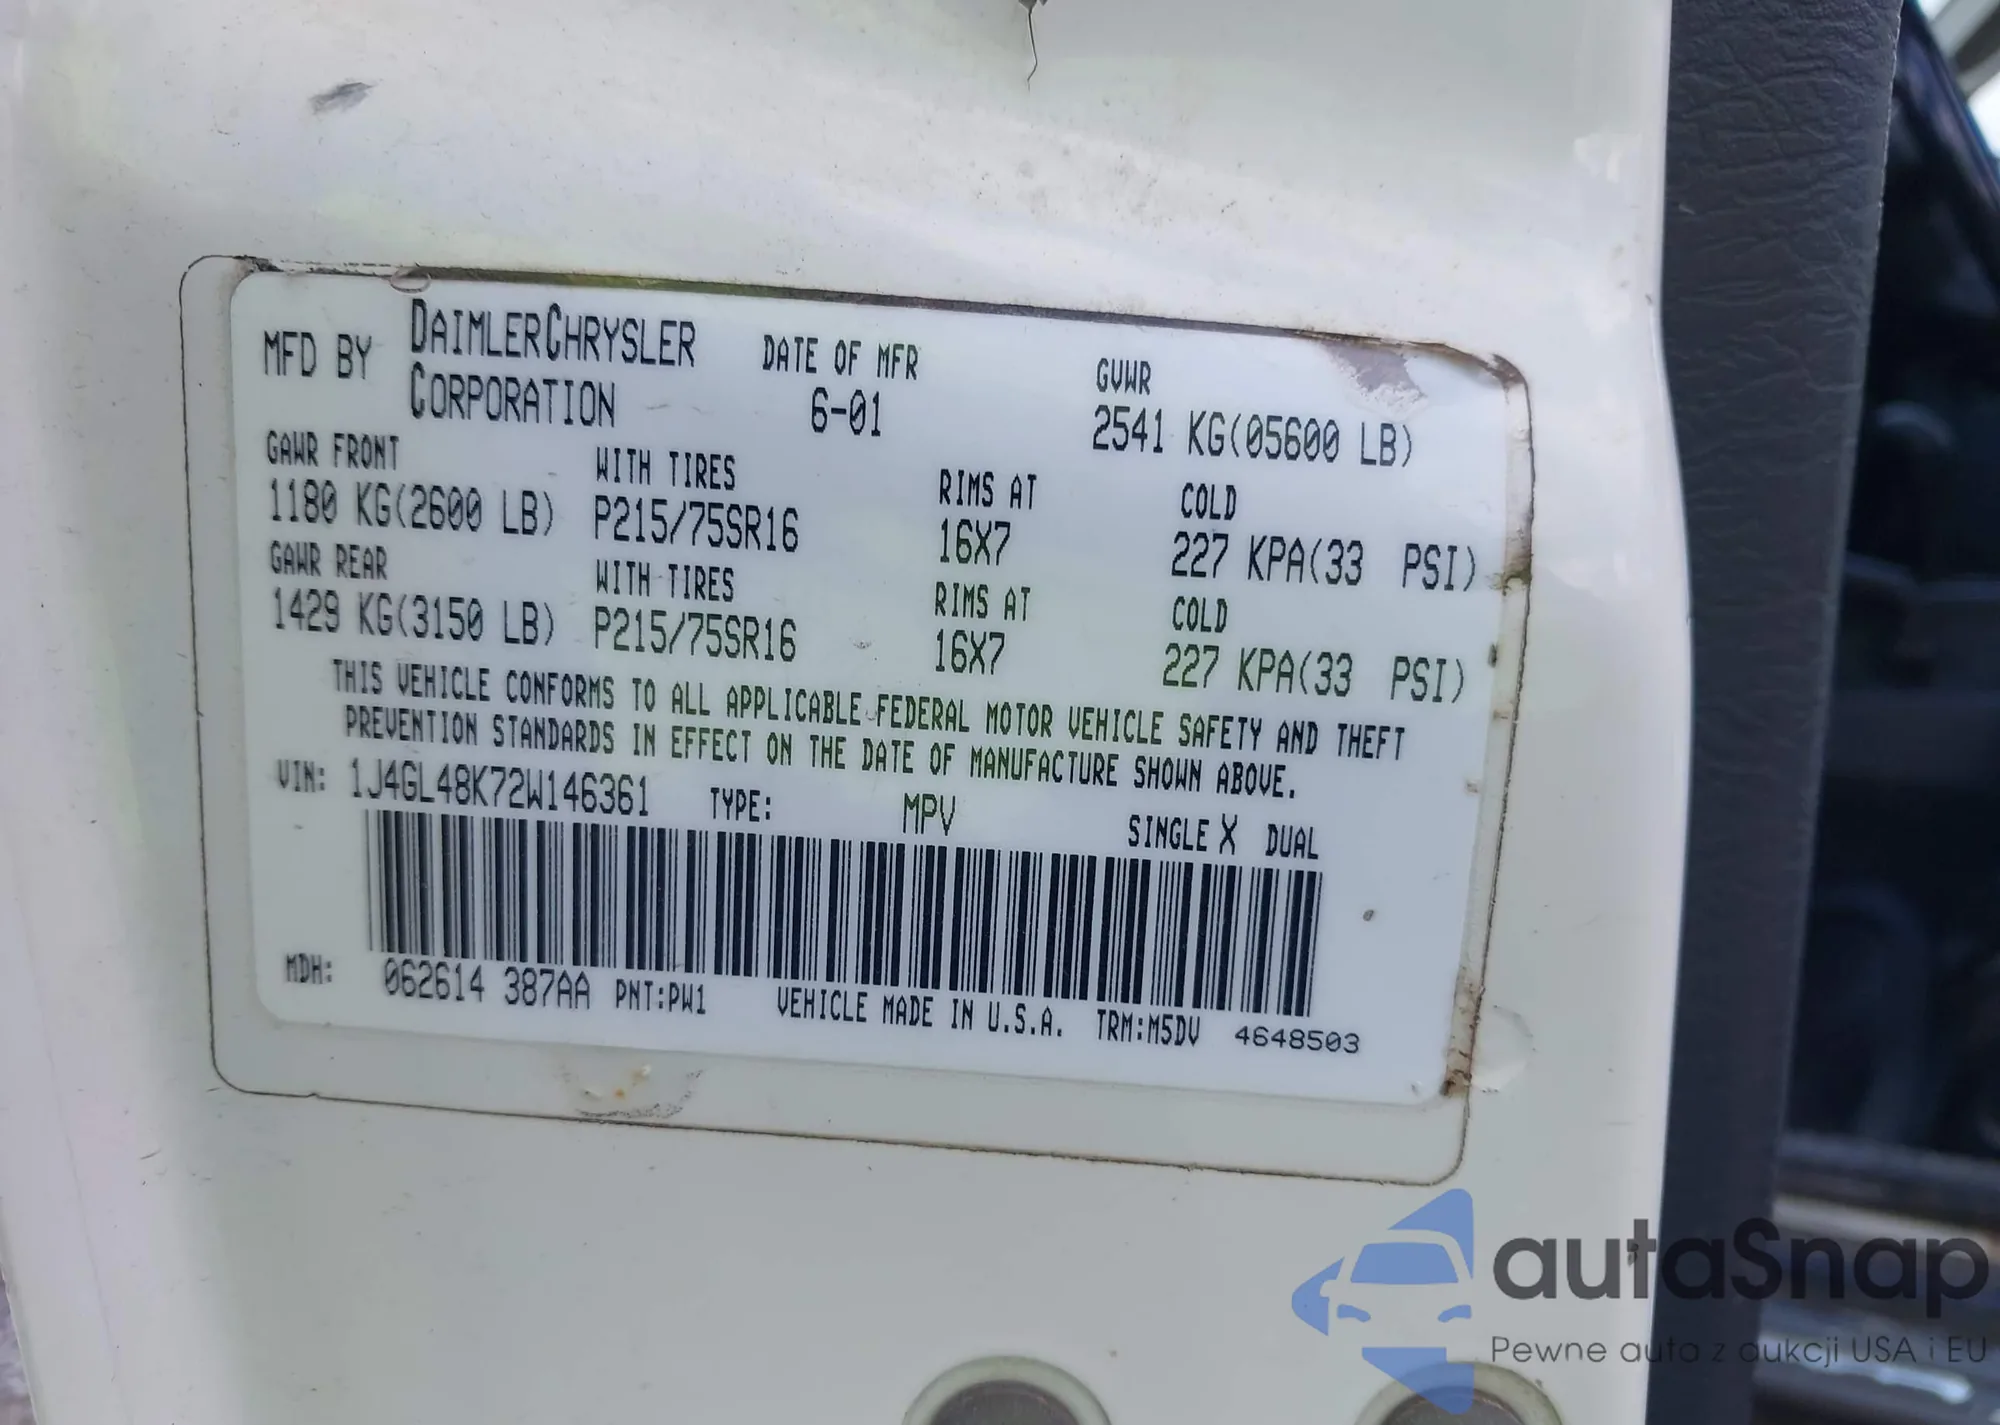 MFD BY DAIMLERCHRYSLER CORPORATION DATE OF MFR 6-01 GVWR
2541 KG(05600 LB)
GAWR FRONT WITH TIRES RIMS AT COLD
1180 KG(2600 LB) P215/75SR16 16X7 227 KPA(33 PSI)
GAWR REAR WITH TIRES RIMS AT COLD
1429 KG(3150 LB) P215/75SR16 16X7 227 KPA(33 PSI)
THIS VEHICLE CONFORMS TO ALL APPLICABLE FEDERAL MOTOR VEHICLE SAFETY AND THEFT
PREVENTION STANDARDS IN EFFECT ON THE DATE OF MANUFACTURE SHOWN ABOVE.
VIN: 1J4GL48K72W146361 TYPE: MPV SINGLE X DUAL
MDH: 062614 387AA PNT:PW1 VEHICLE MADE IN U.S.A. TRM:M5DV 4648503
autaSnap
Pewne auta z aukcji USA i EU